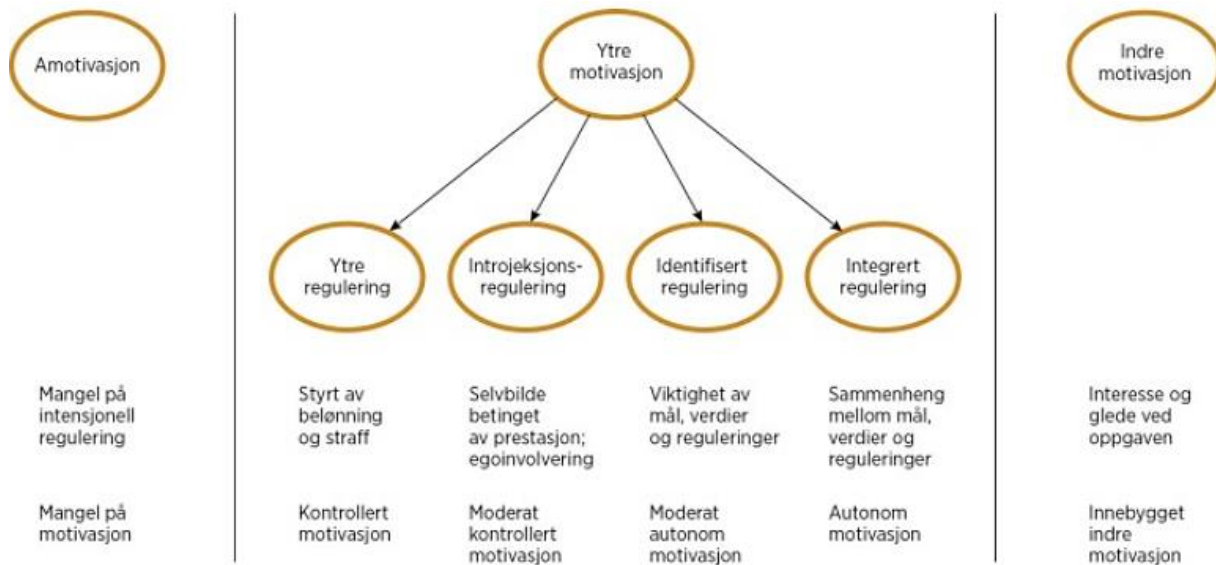 Amotivasjon
Ytre
motivasjon
Indre
motivasjon
Ytre
regulering
Introjeksjons-
regulering
Identifisert
regulering
Integrert
regulering
Mangel på
intensjonell
regulering
Styrt av
belønning
og straff
Selvbilde
betinget
av prestasjon;
egoinvolvering
Viktighet av
mål, verdier
og reguleringer
Sammenheng
mellom mål,
verdier og
reguleringer
Interesse og
glede ved
oppgaven
Mangel på
motivasjon
Kontrollert
motivasjon
Moderat
kontrollert
motivasjon
Moderat
autonom
motivasjon
Autonom
motivasjon
Innebygget
indre
motivasjon